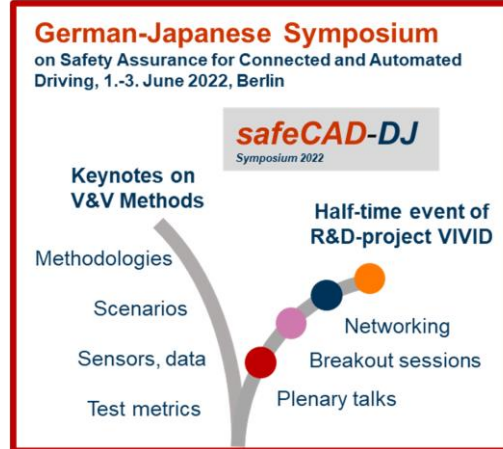 German-Japanese Symposium
on Safety Assurance for Connected and Automated
Driving, 1.-3. June 2022, Berlin
safeCAD-DJ
Symposium 2022
Keynotes on
V&V Methods
Methodologies
Scenarios
Sensors, data
Test metrics
Half-time event of
R&D-project VIVID
Networking
Breakout sessions
Plenary talks